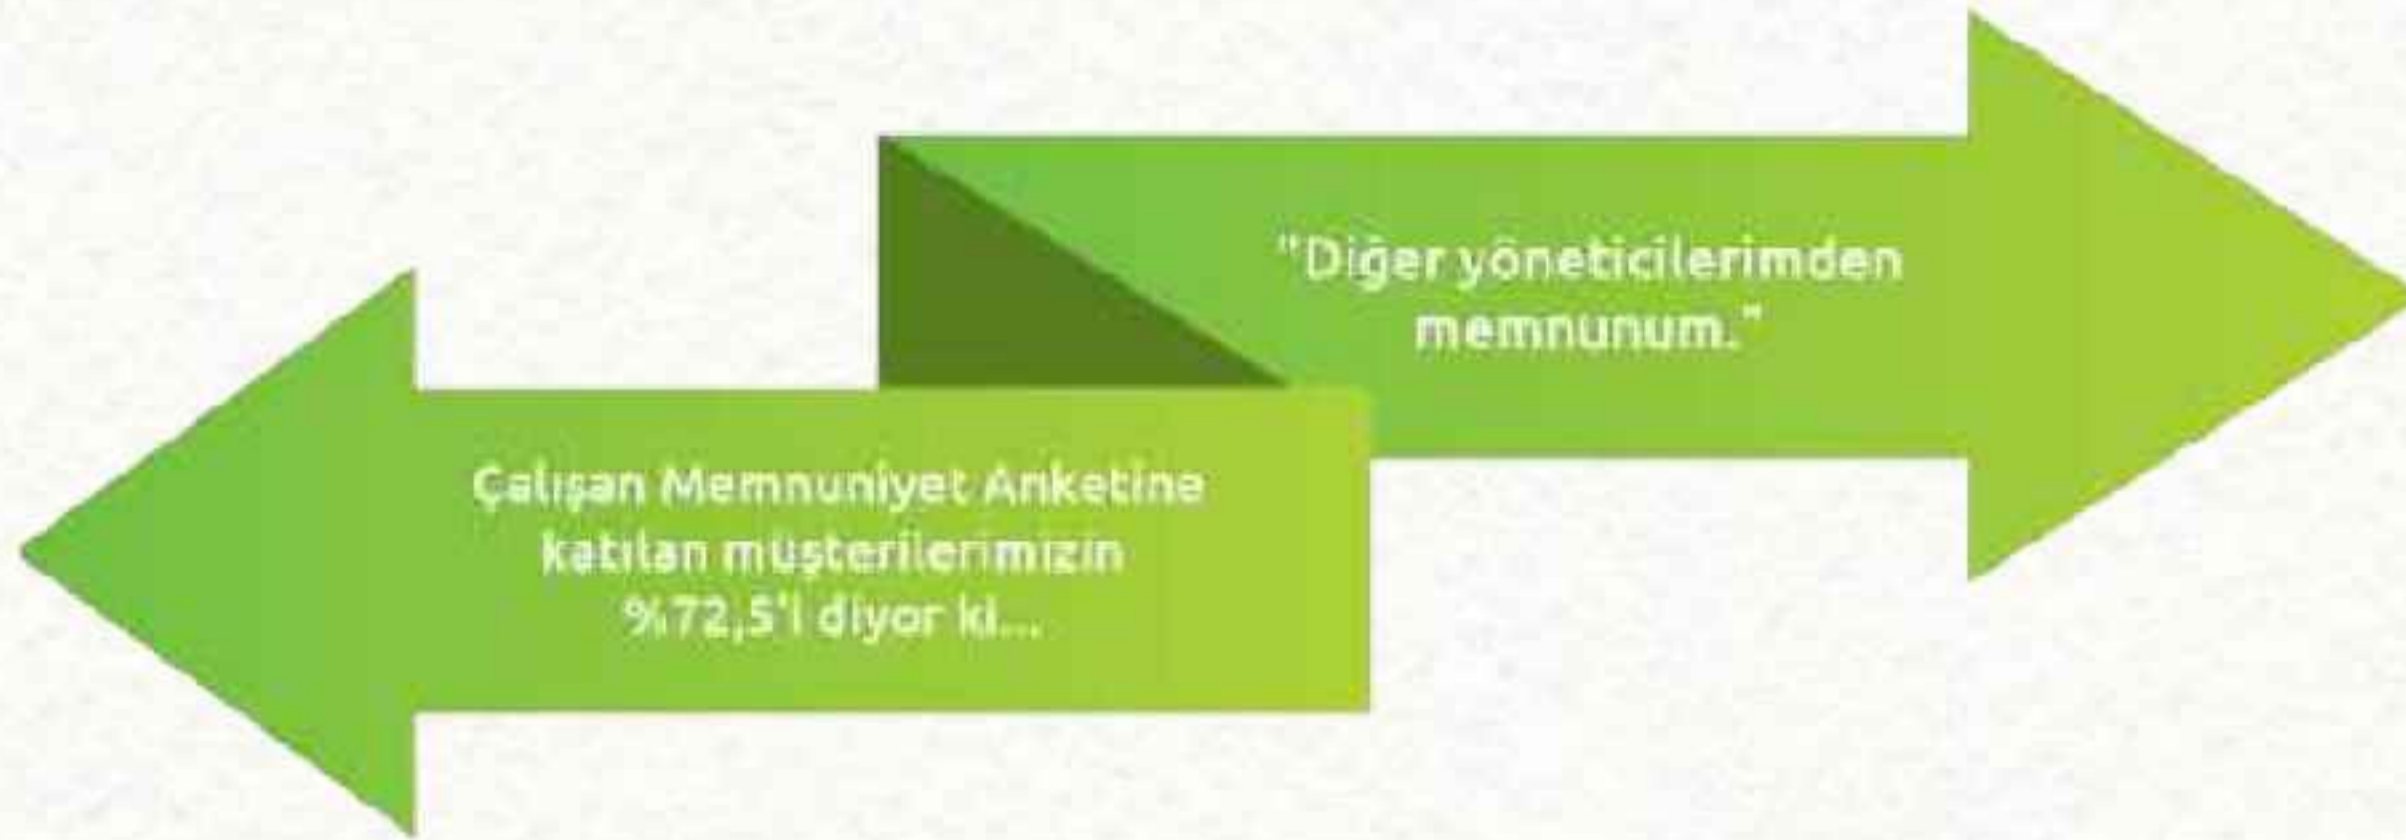 Çalışan Memnuniyet Anketine
katılan müşterilerimizin
%72,5'i diyor ki...
"Diğer yöneticilerimden
memnunum."